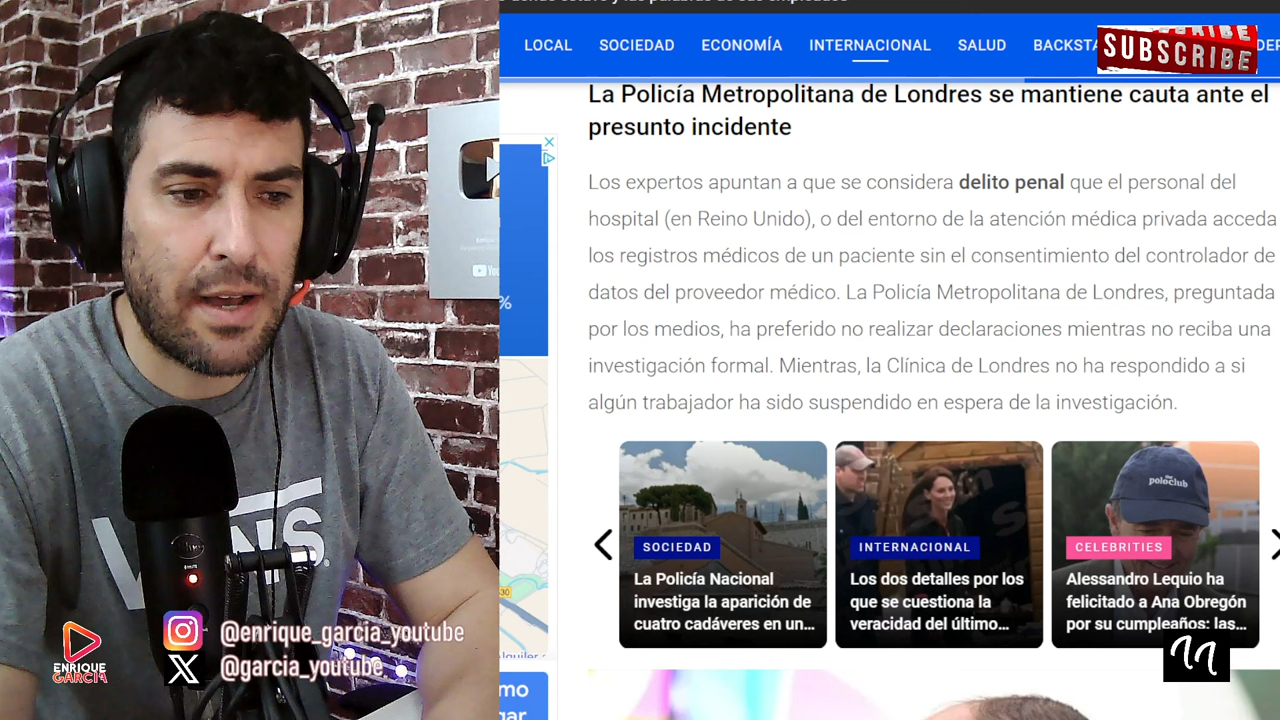 LOCAL SOCIEDAD ECONOMÍA INTERNACIONAL SALUD
SUBSCRIBE
La Policía Metropolitana de Londres se mantiene cauta ante el
presunto incidente
Los expertos apuntan a que se considera delito penal que el personal del
hospital (en Reino Unido), o del entorno de la atención médica privada acceda
los registros médicos de un paciente sin el consentimiento del controlador de
datos del proveedor médico. La Policía Metropolitana de Londres, preguntada
por los medios, ha preferido no realizar declaraciones mientras no reciba una
investigación formal. Mientras, la Clínica de Londres no ha respondido a si
algún trabajador ha sido suspendido en espera de la investigación.
%
SOCIEDAD
La Policía Nacional
investiga la aparición de
cuatro cadáveres en un...
INTERNACIONAL
Los dos detalles por los
que se cuestiona la
veracidad del último...
poloclub
CELEBRITIES
Alessandro Lequio ha
felicitado a Ana Obregón
por su cumpleaños: las...
VANS
ENRIQUE
GARCIA
@enrique_garcia_youtube
@garcia_youtube